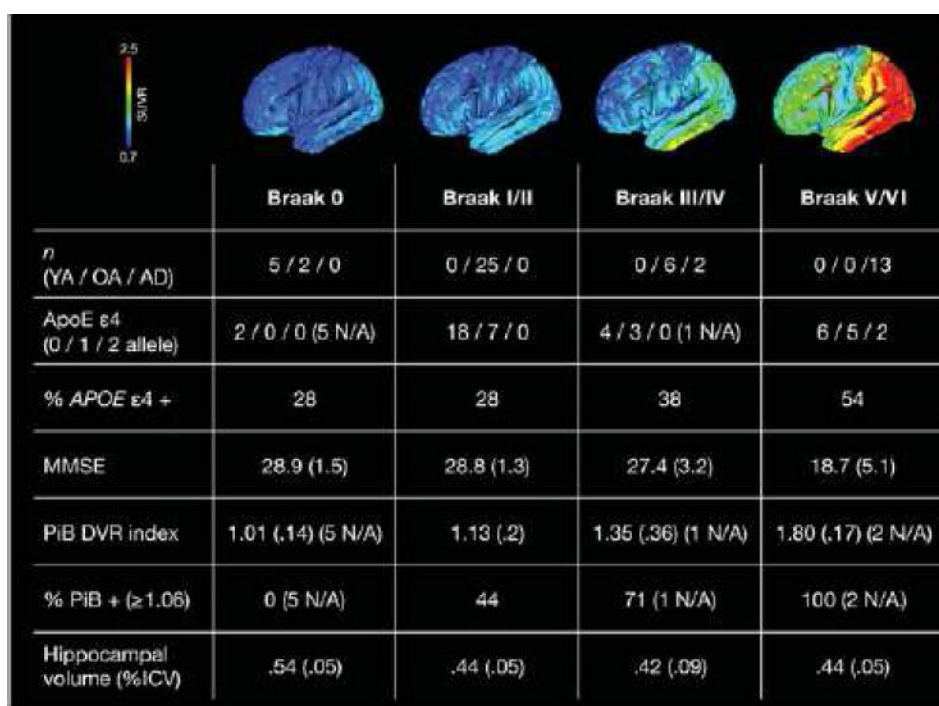 2.5
SUVR
0.7
Braak 0 Braak I/II Braak III/IV Braak V/VI
n
(YA / OA / AD) 5 / 2 / 0 0 / 25 / 0 0 / 6 / 2 0 / 0 /13
ApoE ε4
(0 / 1 / 2 allele) 2 / 0 / 0 (5 N/A) 18 / 7 / 0 4 / 3 / 0 (1 N/A) 6 / 5 / 2
% APOE ε4 + 28 28 38 54
MMSE 28.9 (1.5) 28.8 (1.3) 27.4 (3.2) 18.7 (5.1)
PiB DVR index 1.01 (.14) (5 N/A) 1.13 (.2) 1.35 (.36) (1 N/A) 1.80 (.17) (2 N/A)
% PiB + (≥1.06) 0 (5 N/A) 44 71 (1 N/A) 100 (2 N/A)
Hippocampal
volume (%ICV) .54 (.05) .44 (.05) .42 (.09) .44 (.05)